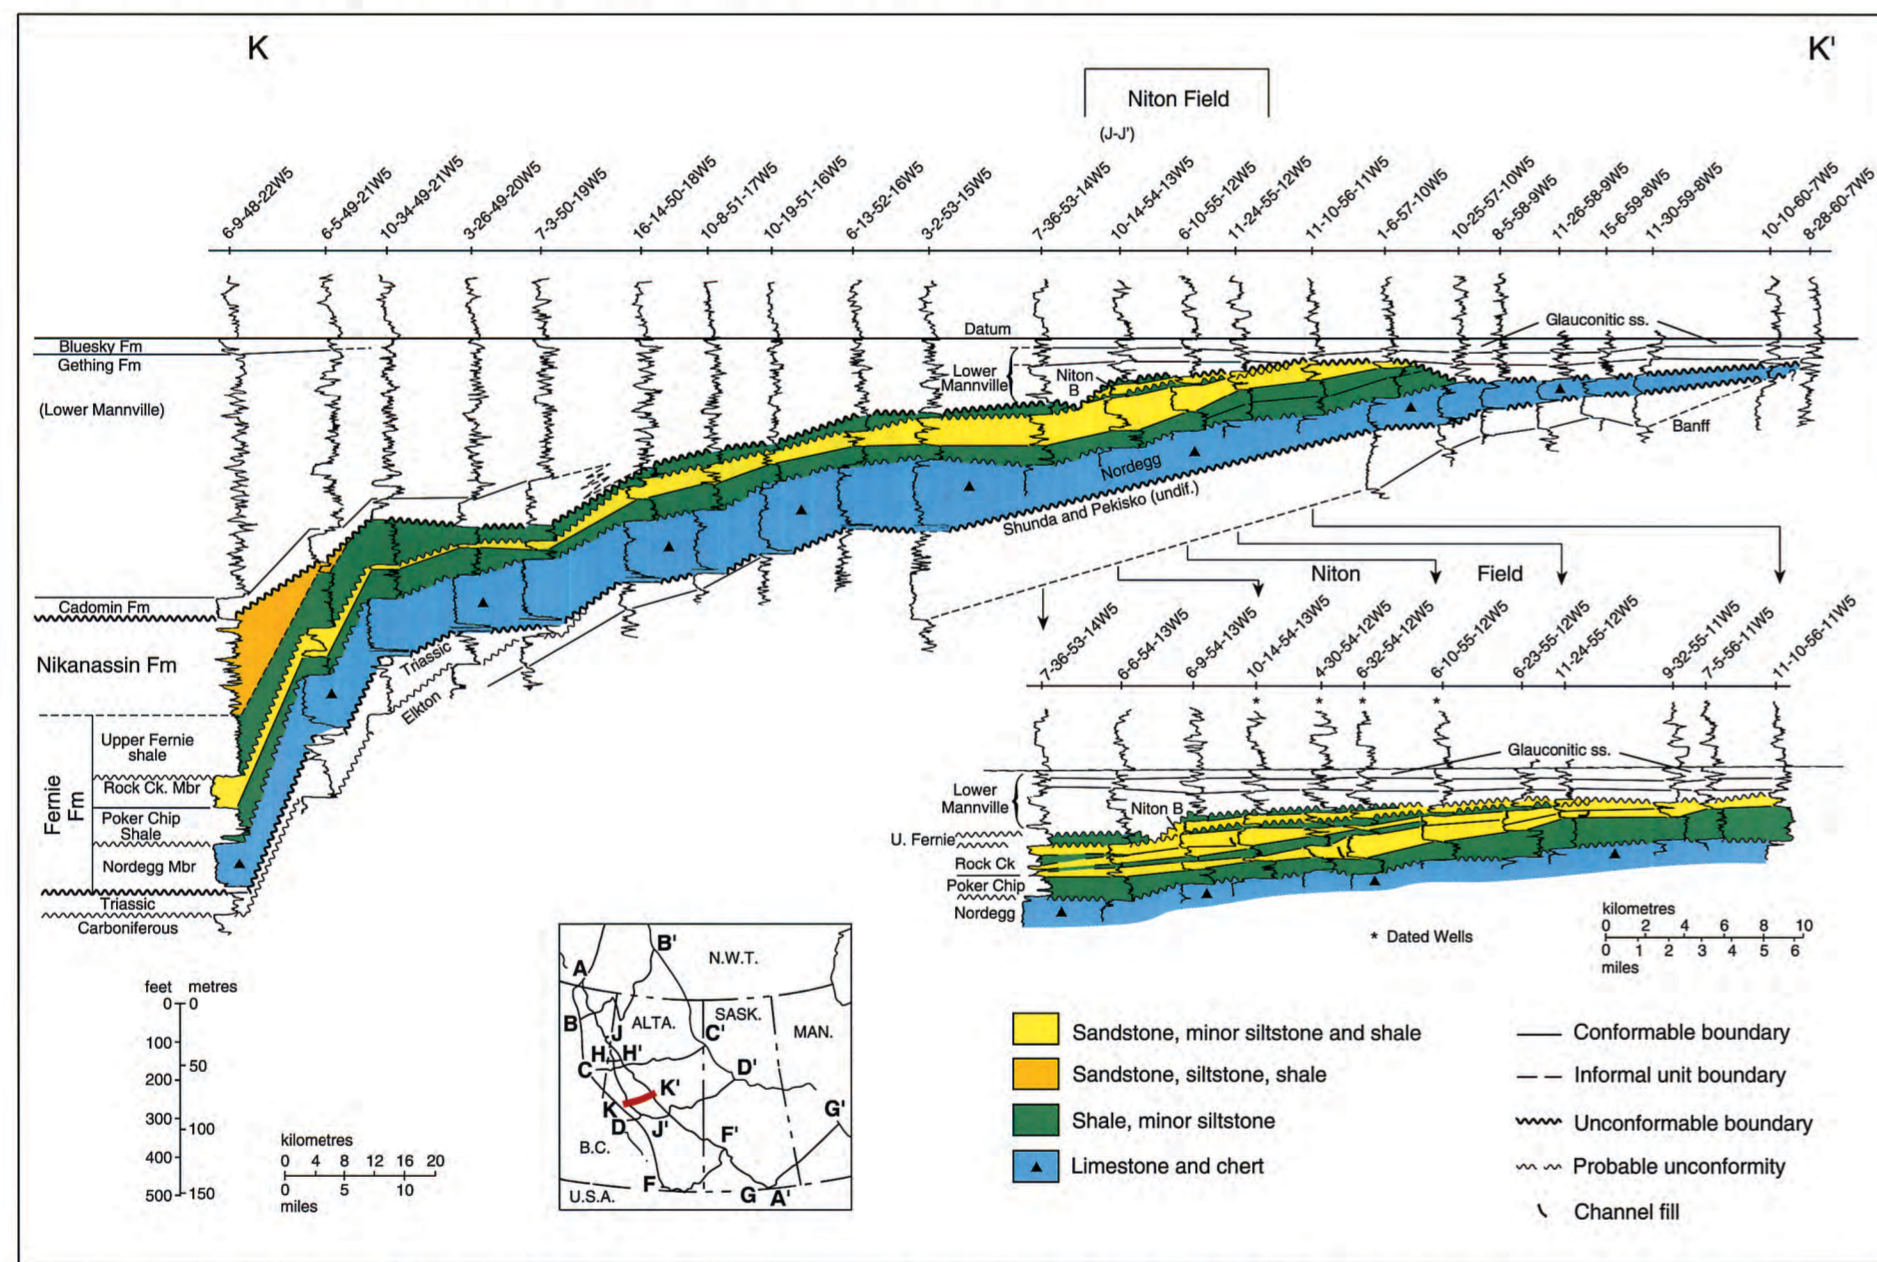 K
K'
Niton Field
(J-J')
6-9-48-22W5
6-5-49-21W5
10-34-49-21W5
3-26-49-20W5
7-3-50-19W5
16-14-50-18W5
10-8-51-17W5
10-19-51-16W5
6-13-52-16W5
3-2-53-15W5
7-36-53-14W5
10-14-54-13W5
6-10-55-12W5
11-24-55-12W5
11-10-56-11W5
1-6-57-10W5
10-25-57-10W5
8-5-58-9W5
11-26-58-9W5
15-6-59-8W5
11-30-59-8W5
10-10-60-7W5
8-28-60-7W5
Datum
Glauconitic ss.
Bluesky Fm
Gething Fm
(Lower Mannville)
Lower
Mannville
Niton
B
?
Banff
Nordegg
Shunda and Pekisko (undif.)
Cadomin Fm
Nikanassin Fm
Triassic
Elkton
Fernie
Fm
Upper Fernie
shale
Rock Ck. Mbr
Poker Chip
Shale
Nordegg Mbr
Triassic
Carboniferous
Niton Field
7-36-53-14W5
6-6-54-13W5
6-9-54-13W5
10-14-54-13W5
4-30-54-12W5
6-32-54-12W5
6-10-55-12W5
6-23-55-12W5
11-24-55-12W5
9-32-55-11W5
7-5-56-11W5
11-10-56-11W5
* * * *
Glauconitic ss.
Lower
Mannville
Niton B
U. Fernie
Rock Ck
Poker Chip
Nordegg
* Dated Wells
kilometres
0 2 4 6 8 10
0 1 2 3 4 5 6
miles
feet metres
0 0
100
50
200
300
100
400
500 150
kilometres
0 4 8 12 16 20
0 5 10
miles
B'
N.W.T.
A
B
J
ALTA.
SASK.
C'
MAN.
H
H'
C
D'
K'
K
D
J'
G'
B.C.
F'
F
G
A'
U.S.A.
Sandstone, minor siltstone and shale
Sandstone, siltstone, shale
Shale, minor siltstone
Limestone and chert
Conformable boundary
Informal unit boundary
Unconformable boundary
Probable unconformity
Channel fill